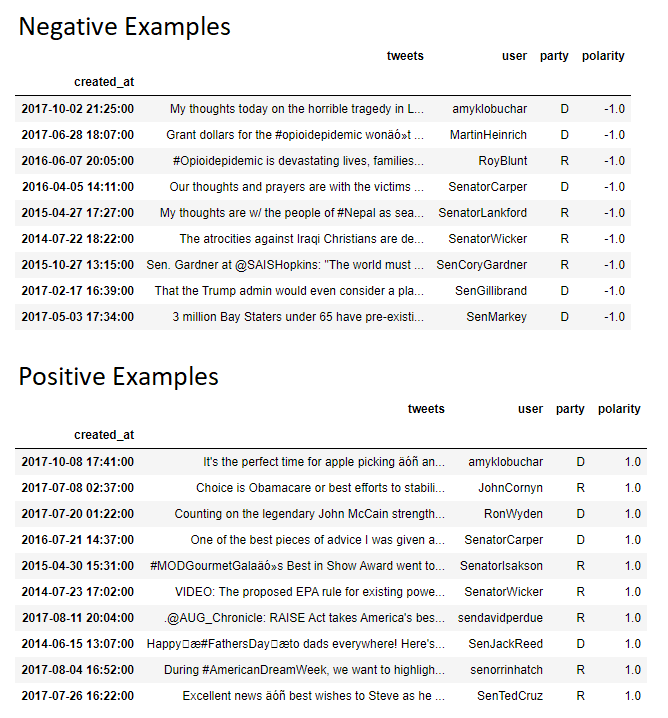 Negative Examples
tweets user party polarity
created_at
2017-10-02 21:25:00 My thoughts today on the horrible tragedy in L... amyklobuchar D -1.0
2017-06-28 18:07:00 Grant dollars for the #opioidepidemic wonäó»t ... MartinHeinrich D -1.0
2016-06-07 20:05:00 #Opioidepidemic is devastating lives, families... RoyBlunt R -1.0
2016-04-05 14:11:00 Our thoughts and prayers are with the victims ... SenatorCarper D -1.0
2015-04-27 17:27:00 My thoughts are w/ the people of #Nepal as sea... SenatorLankford R -1.0
2014-07-22 18:22:00 The atrocities against Iraqi Christians are de... SenatorWicker R -1.0
2015-10-27 13:15:00 Sen. Gardner at @SAISHopkins: "The world must ... SenCoryGardner R -1.0
2017-02-17 16:39:00 That the Trump admin would even consider a pla... SenGillibrand D -1.0
2017-05-03 17:34:00 3 million Bay Staters under 65 have pre-existi... SenMarkey D -1.0
Positive Examples
tweets user party polarity
created_at
2017-10-08 17:41:00 It's the perfect time for apple picking äóñ an... amyklobuchar D 1.0
2017-07-08 02:37:00 Choice is Obamacare or best efforts to stabili... JohnCornyn R 1.0
2017-07-20 01:22:00 Counting on the legendary John McCain strength... RonWyden D 1.0
2016-07-21 14:37:00 One of the best pieces of advice I was given a... SenatorCarper D 1.0
2015-04-30 15:31:00 #MODGourmetGalaäó»s Best in Show Award went to... SenatorIsakson R 1.0
2014-07-23 17:02:00 VIDEO: The proposed EPA rule for existing powe... SenatorWicker R 1.0
2017-08-11 20:04:00 .@AUG_Chronicle: RAISE Act takes America's bes... sendavidperdue R 1.0
2014-06-15 13:07:00 Happy□æ#FathersDay□æto dads everywhere! Here's... SenJackReed D 1.0
2017-08-04 16:52:00 During #AmericanDreamWeek, we want to highligh... senorrinhatch R 1.0
2017-07-26 16:22:00 Excellent news äóñ best wishes to Steve as he ... SenTedCruz R 1.0